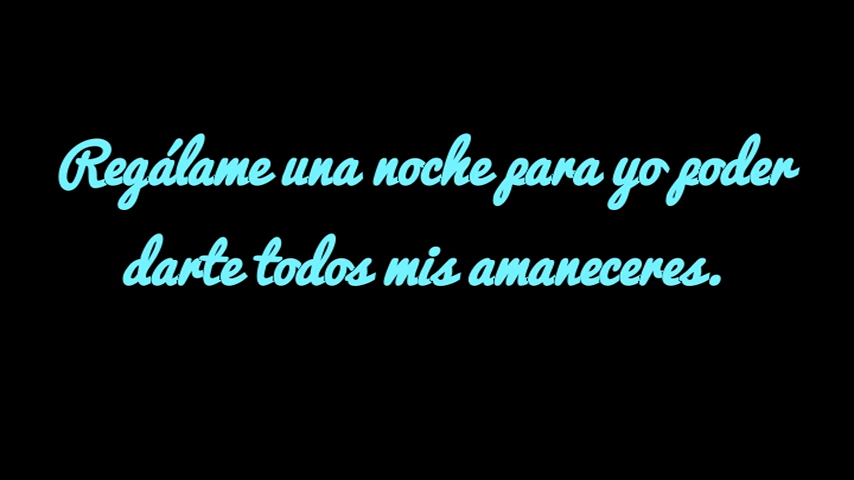 Regálame una noche para yo poder
darte todos mis amaneceres.